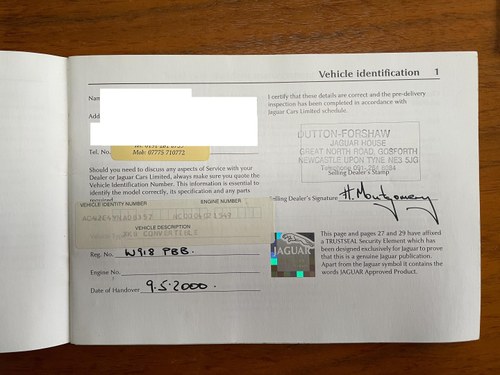 Vehicle identification 1
Nam
Add
Tel. No.
Mob: 07775 710772
Should you need to discuss any aspects of Service with your
Dealer or Jaguar Cars Limited, always make sure you quote the
Vehicle Identification Number. This information is essential to
identify the model correctly, its specification and any parts
required.
VEHICLE IDENTITY NUMBER ENGINE NUMBER
VEHICLE DESCRIPTION
CONVERTIBLE
Reg. No. W918 PBB.
Engine No.
Date of Handover 9.5.2000.
I certify that these details are correct and the pre-delivery
inspection has been completed in accordance with
Jaguar Cars Limited schedule.
DUTTON-FORSHAW
JAGUAR HOUSE
GREAT NORTH ROAD, GOSFORTH
NEWCASTLE UPON TYNE NE3 5JG
Selling Dealer's Stamp
Selling Dealer's Signature H. Montgomery
JAGUAR
This page and pages 27 and 29 have affixed
a TRUSTSEAL Security Element which has
been designed exclusively for Jaguar to prove
that this is a genuine Jaguar publication.
Apart from the Jaguar symbol it contains the
words JAGUAR Approved Product.